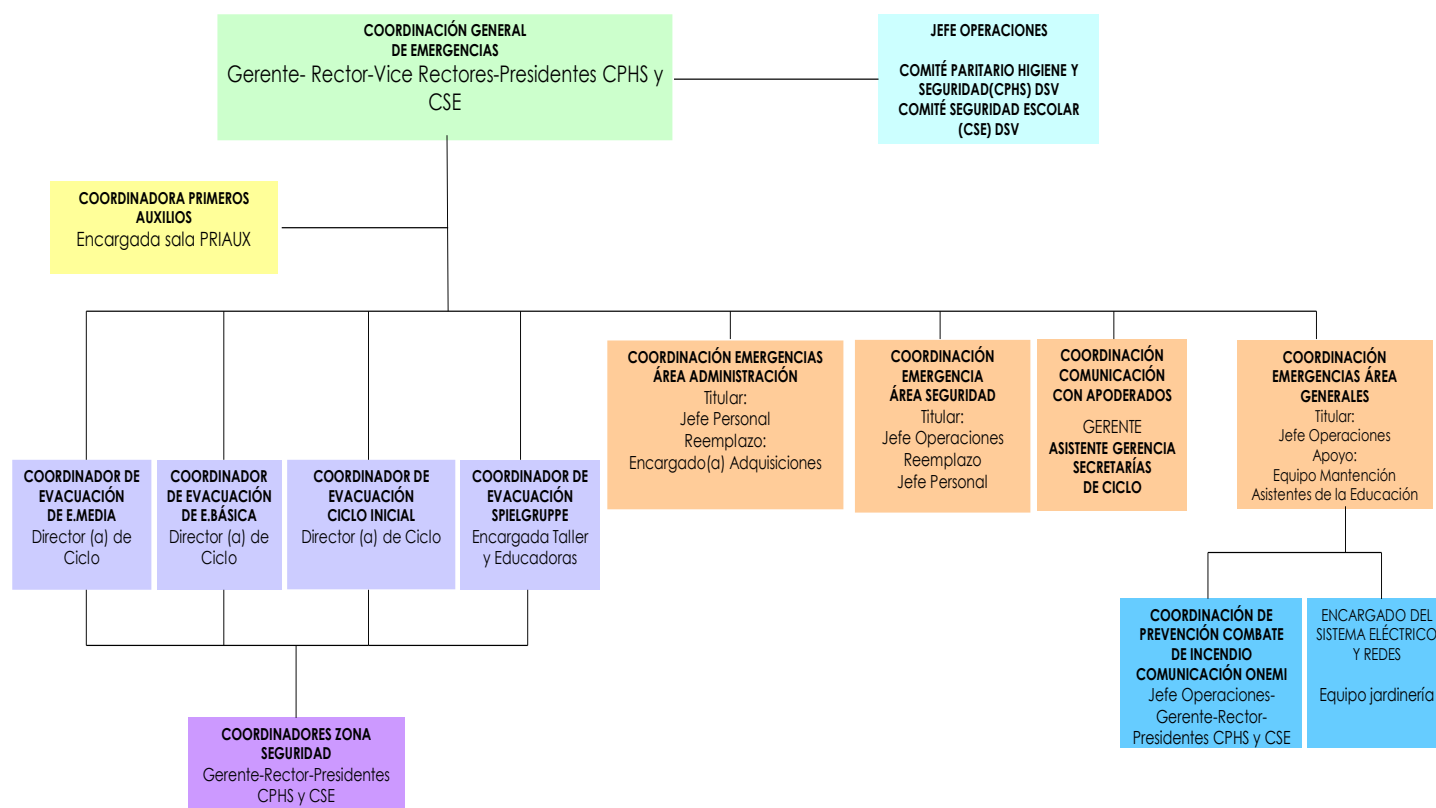 COORDINACIÓN GENERAL
DE EMERGENCIAS
Gerente- Rector-Vice Rectores-Presidentes CPHS y
CSE
JEFE OPERACIONES
COMITÉ PARITARIO HIGIENE Y
SEGURIDAD(CPHS) DSV
COMITÉ SEGURIDAD ESCOLAR
(CSE) DSV
COORDINADORA PRIMEROS
AUXILIOS
Encargada sala PRIAUX
COORDINACIÓN EMERGENCIAS
ÁREA ADMINISTRACIÓN
Titular:
Jefe Personal
Reemplazo:
Encargado(a) Adquisiciones
COORDINACIÓN
EMERGENCIA
ÁREA SEGURIDAD
Titular:
Jefe Operaciones
Reemplazo
Jefe Personal
COORDINACIÓN
COMUNICACIÓN
CON APODERADOS
GERENTE
ASISTENTE GERENCIA
SECRETARÍAS
DE CICLO
COORDINACIÓN
EMERGENCIAS ÁREA
GENERALES
Titular:
Jefe Operaciones
Apoyo:
Equipo Mantención
Asistentes de la Educación
COORDINADOR DE
EVACUACIÓN
DE E.MEDIA
Director (a) de
Ciclo
COORDINADOR
DE EVACUACIÓN
DE E.BÁSICA
Director (a) de
Ciclo
COORDINADOR DE
EVACUACIÓN
CICLO INICIAL
Director (a) de Ciclo
COORDINADOR DE
EVACUACIÓN
SPIELGRUPPE
Encargada Taller
y Educadoras
COORDINACIÓN DE
PREVENCIÓN COMBATE
DE INCENDIO
COMUNICACIÓN ONEMI
Jefe Operaciones-
Gerente-Rector-
Presidentes CPHS y CSE
ENCARGADO DEL
SISTEMA ELÉCTRICO
Y REDES
Equipo jardinería
COORDINADORES ZONA
SEGURIDAD
Gerente-Rector-Presidentes
CPHS y CSE